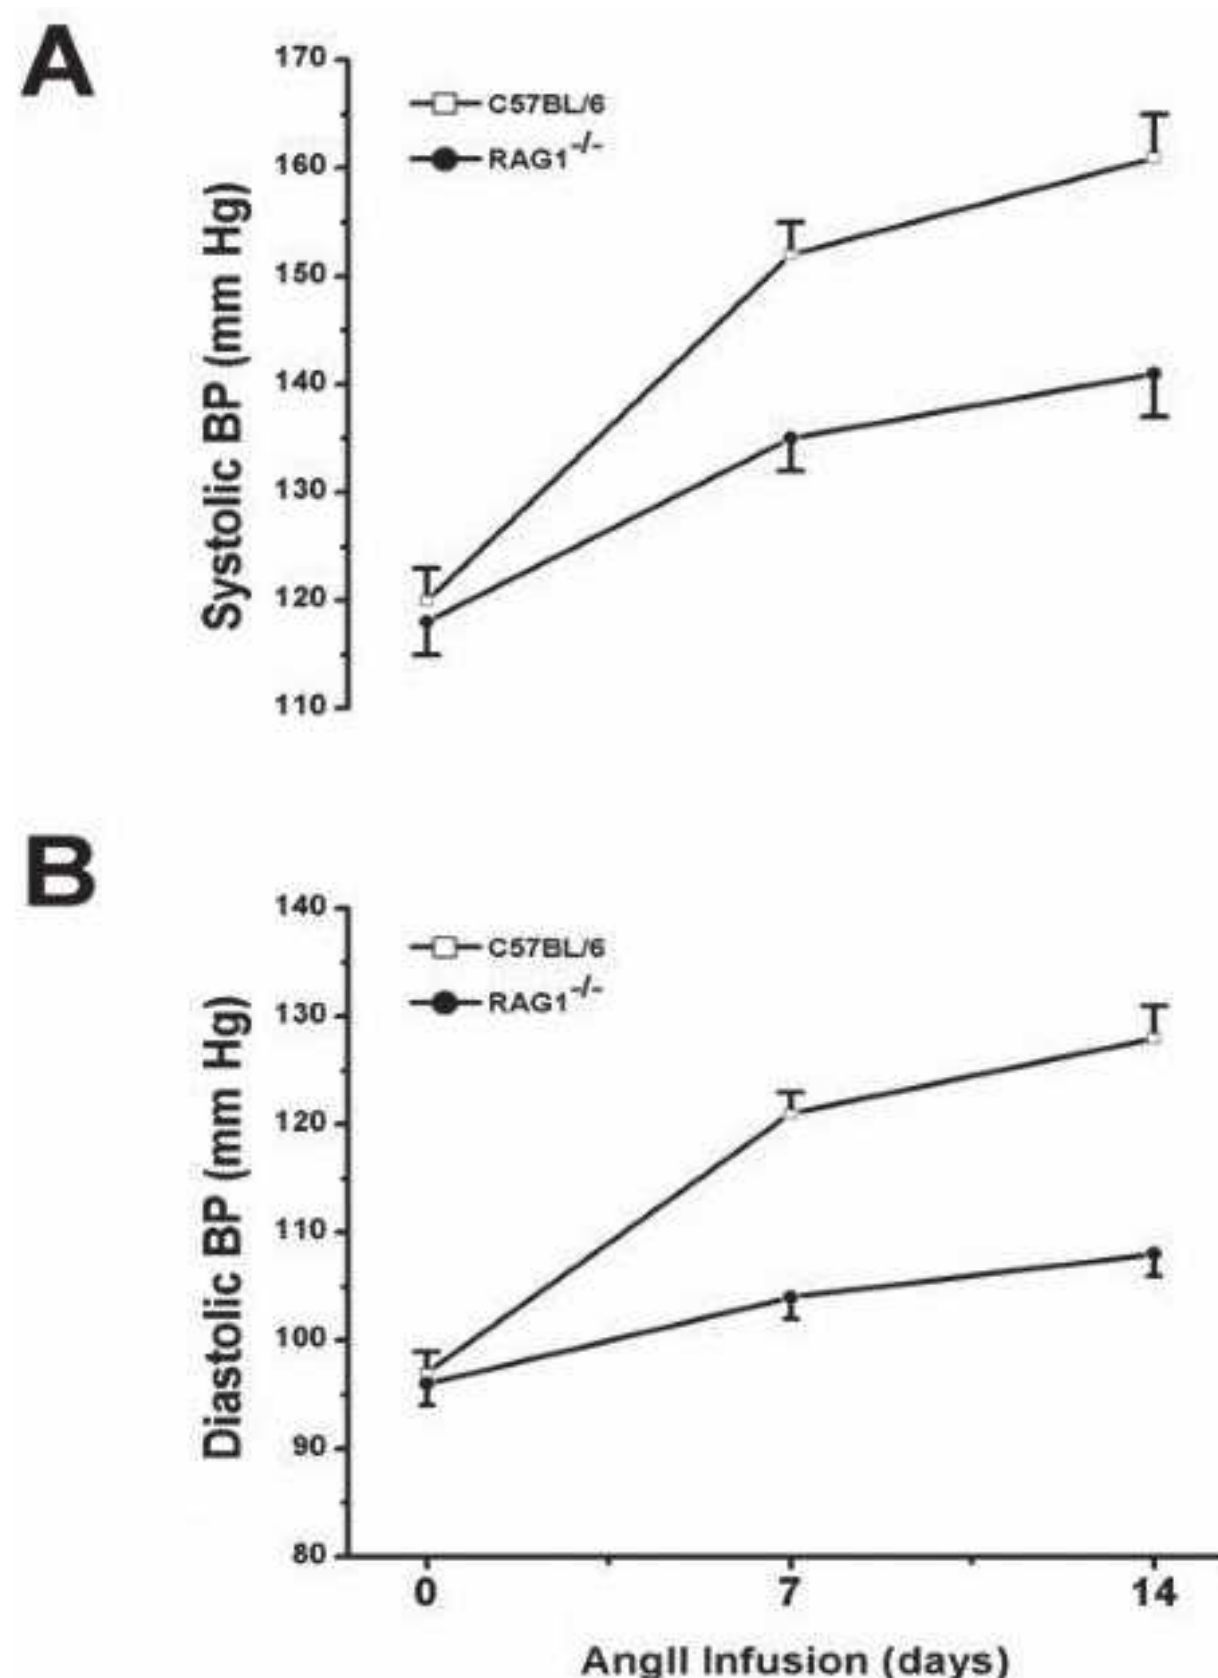 A
170
160
150
140
130
120
110
Systolic BP (mm Hg)
C57BL/6
RAG1-/-
B
140
130
120
110
100
90
80
Diastolic BP (mm Hg)
C57BL/6
RAG1-/-
0 7 14
AngII Infusion (days)